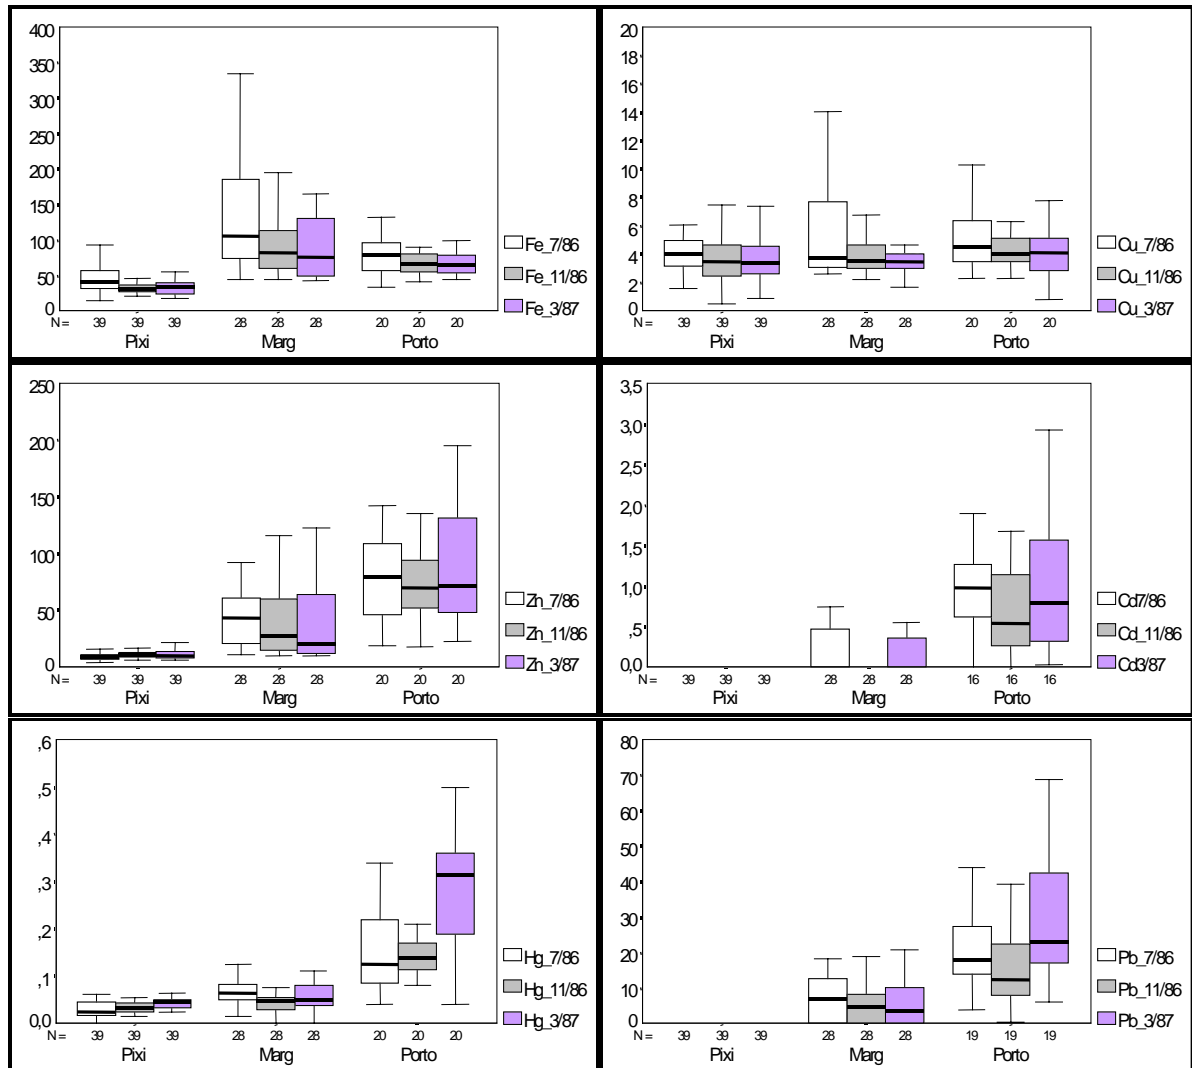 400
350
300
250
200
150
100
50
0
N = 39 39 39 28 28 28 20 20 20
Pixi Marg Porto
Fe_7/86
Fe_11/86
Fe_3/87
20
18
16
14
12
10
8
6
4
2
0
N = 39 39 39 28 28 28 20 20 20
Pixi Marg Porto
Cu_7/86
Cu_11/86
Cu_3/87
250
200
150
100
50
0
N = 39 39 39 28 28 28 20 20 20
Pixi Marg Porto
Zn_7/86
Zn_11/86
Zn_3/87
3,5
3,0
2,5
2,0
1,5
1,0
,5
0,0
N = 39 39 39 28 28 28 16 16 16
Pixi Marg Porto
Cd7/86
Cd_11/86
Cd3/87
,6
,5
,4
,3
,2
,1
0,0
N = 39 39 39 28 28 28 20 20 20
Pixi Marg Porto
Hg_7/86
Hg_11/86
Hg_3/87
80
70
60
50
40
30
20
10
0
N = 39 39 39 28 28 28 19 19 19
Pixi Marg Porto
Pb_7/86
Pb_11/86
Pb_3/87